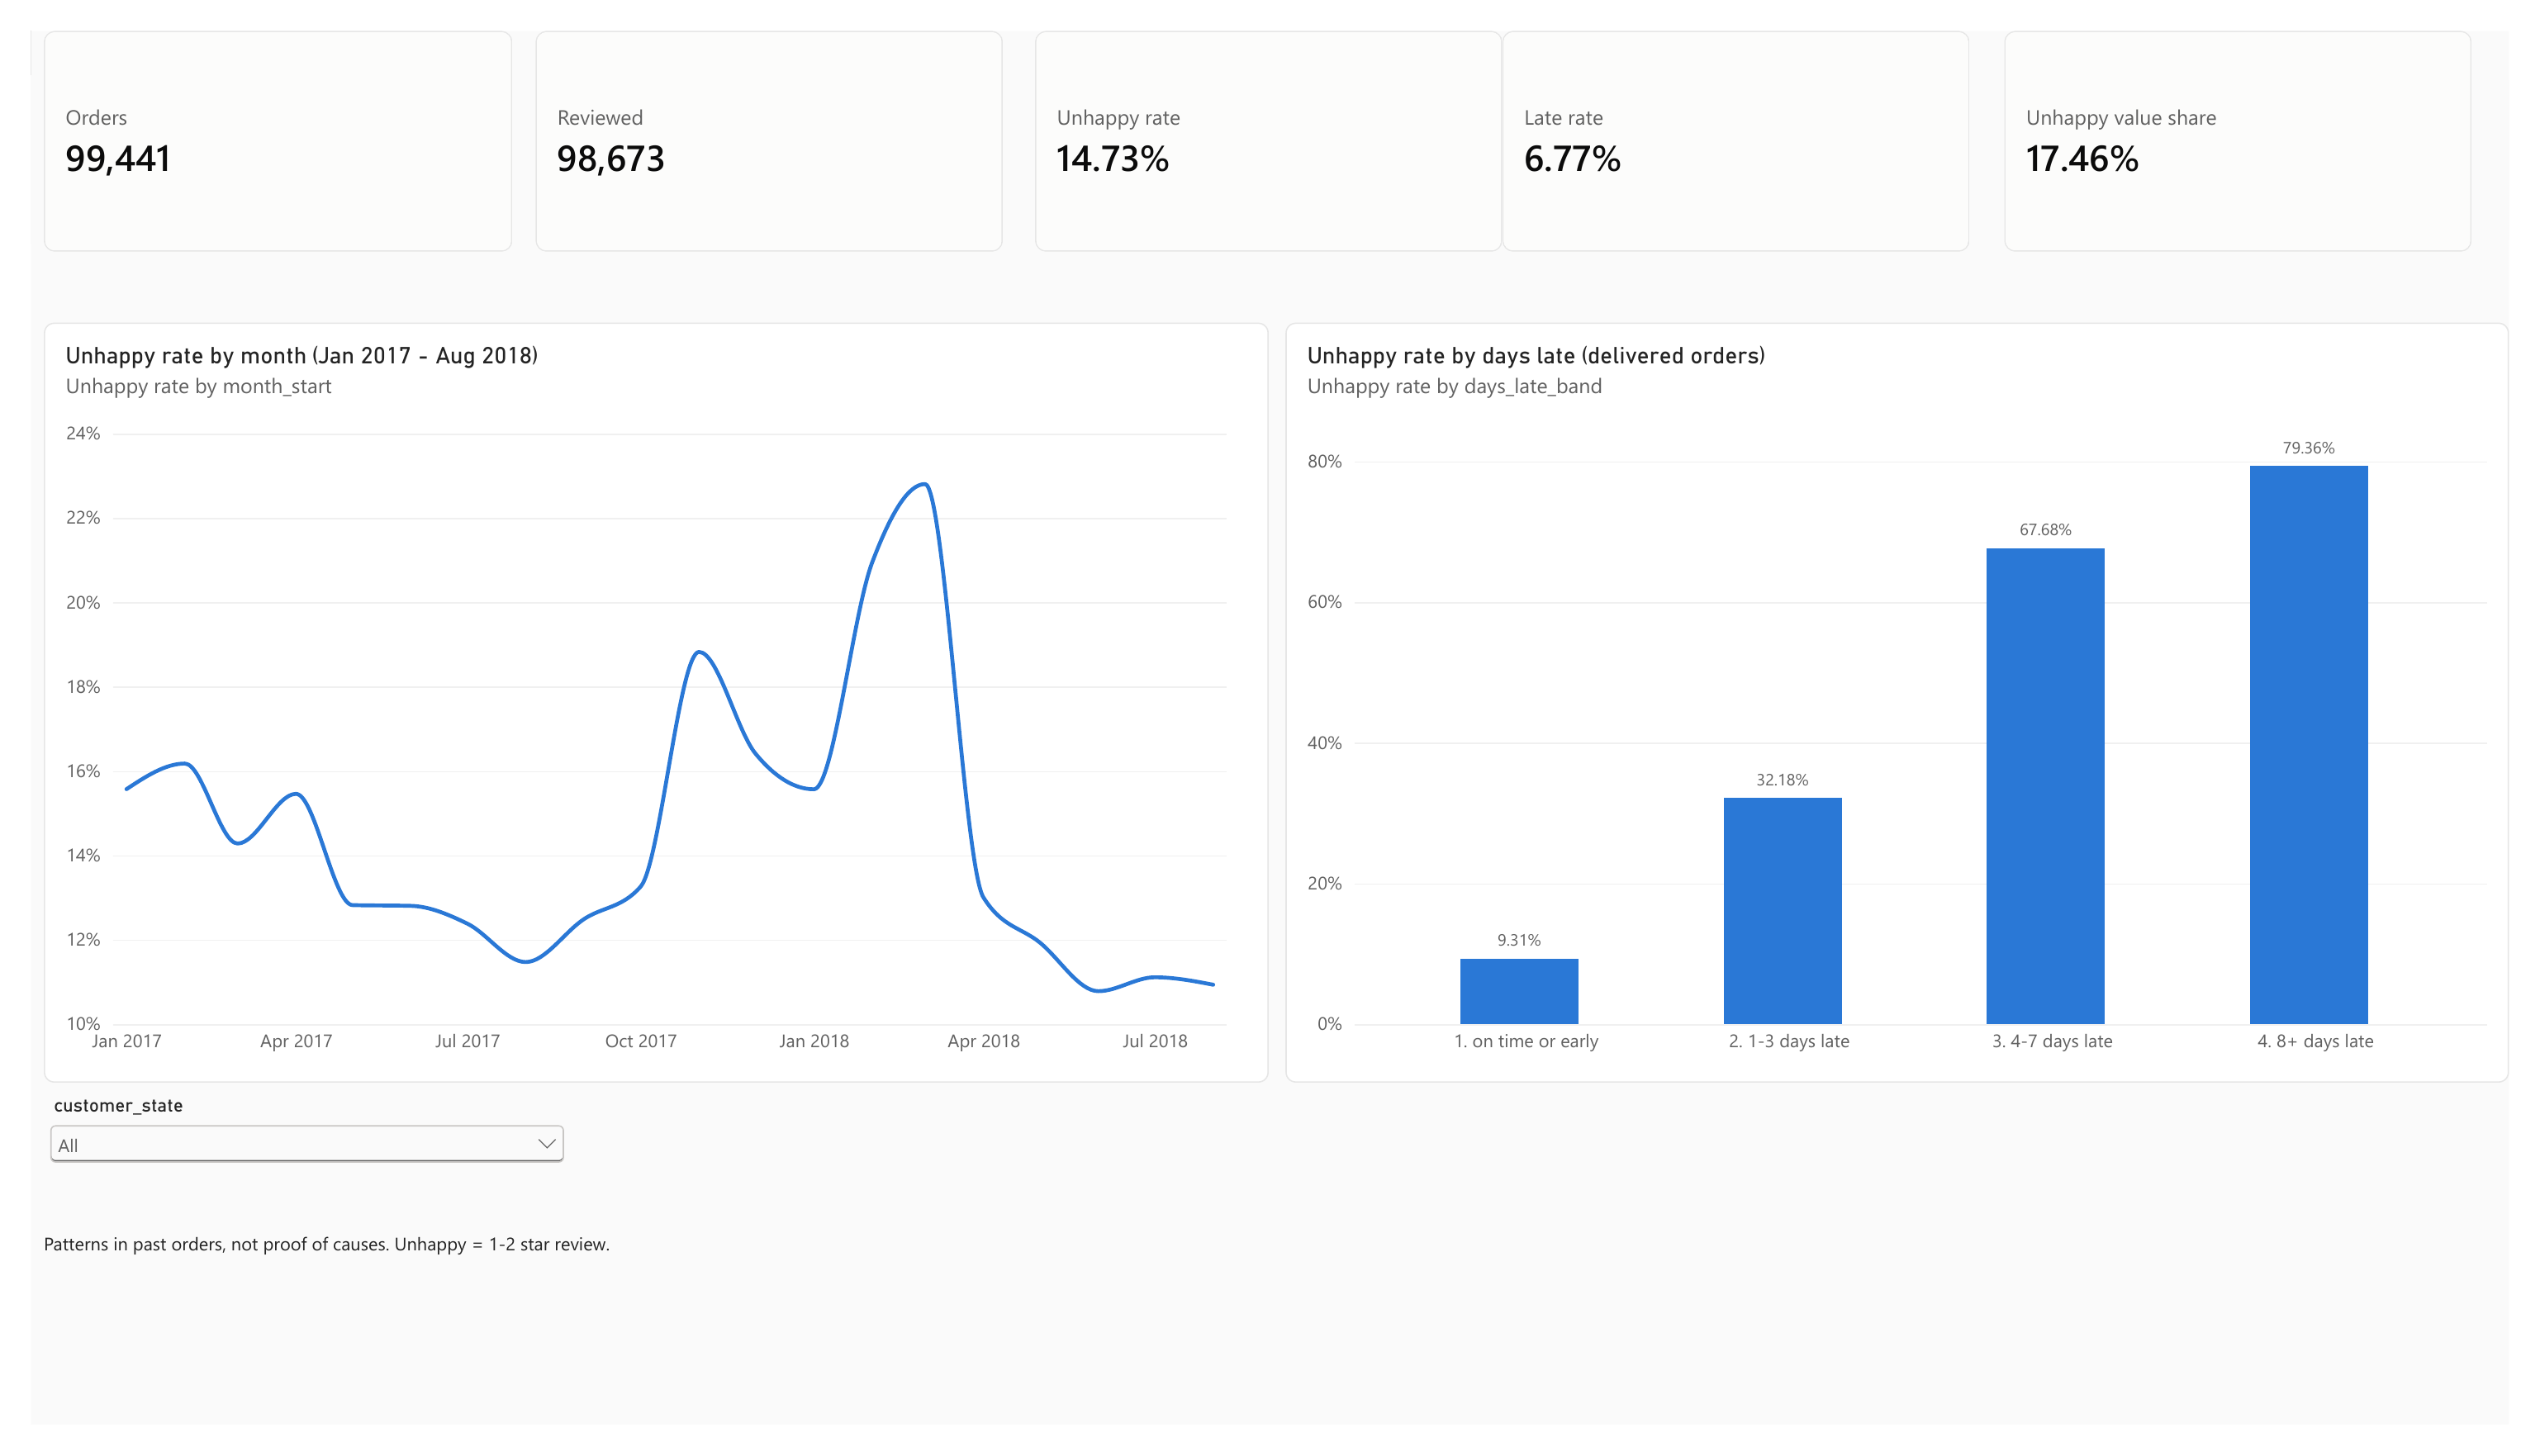 Orders
99,441
Reviewed
98,673
Unhappy rate
14.73%
Late rate
6.77%
Unhappy value share
17.46%
Unhappy rate by month (Jan 2017 - Aug 2018)
Unhappy rate by month_start
24%
22%
20%
18%
16%
14%
12%
10%
Jan 2017 Apr 2017 Jul 2017 Oct 2017 Jan 2018 Apr 2018 Jul 2018
Unhappy rate by days late (delivered orders)
Unhappy rate by days_late_band
80%
60%
40%
20%
0%
9.31%
32.18%
67.68%
79.36%
1. on time or early 2. 1-3 days late 3. 4-7 days late 4. 8+ days late
customer_state
All
Patterns in past orders, not proof of causes. Unhappy = 1-2 star review.